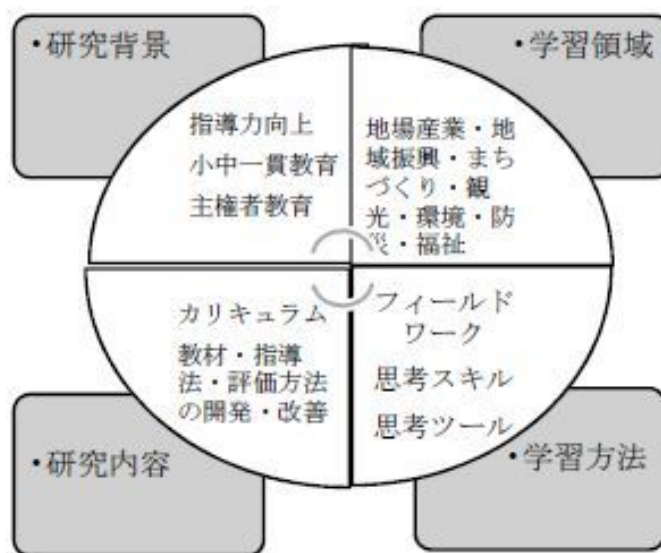 ・研究背景
指導力向上
小中一貫教育
主権者教育
・学習領域
地場産業・地
域振興・まち
づくり・観
光・環境・防
災・福祉
カリキュラム
教材・指導
法・評価方法
の開発・改善
・研究内容
フィールド
ワーク
思考スキル
思考ツール
・学習方法